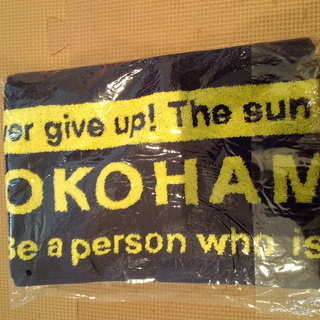 er give up! The sun
OKOHAM
Be a person who is